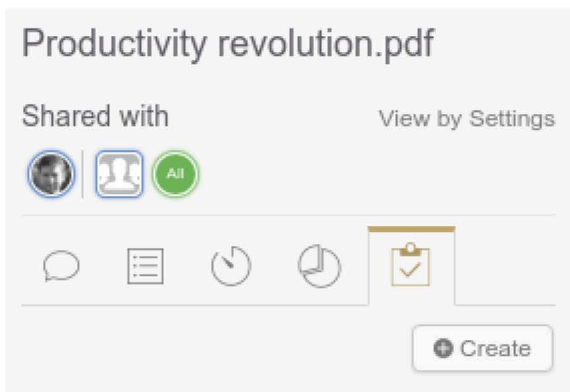 Productivity revolution.pdf
Shared with
View by Settings
All
Create